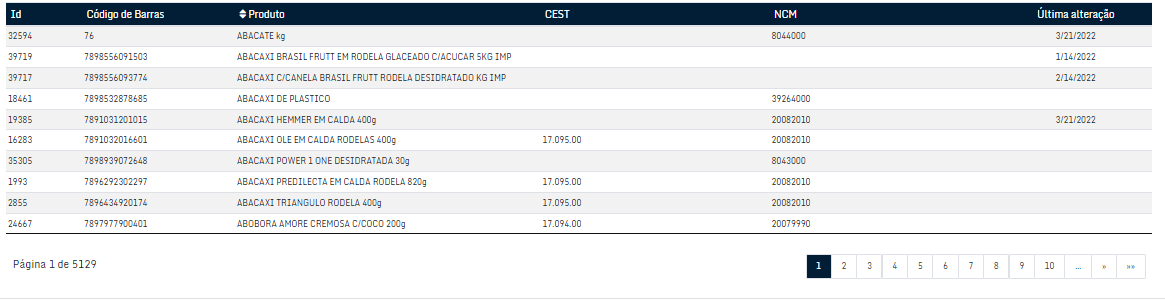 Id Código de Barras Produto CEST NCM Última alteração
32594 76 ABACATE kg 8044000 3/21/2022
39719 7898556091503 ABACAXI BRASIL FRUTT EM RODELA GLACEADO C/ACUCAR 5KG IMP 1/14/2022
39717 7898556093774 ABACAXI C/CANELA BRASIL FRUTT RODELA DESIDRATADO KG IMP 2/14/2022
18461 7898532878685 ABACAXI DE PLASTICO 39264000
19385 7891031201015 ABACAXI HEMMER EM CALDA 400g 20082010 3/21/2022
16283 7891032016601 ABACAXI OLE EM CALDA RODELAS 400g 17.095.00 20082010
35305 7898939072648 ABACAXI POWER 1 ONE DESIDRATADA 30g 8043000
1993 7896292302297 ABACAXI PREDILECTA EM CALDA RODELA 820g 17.095.00 20082010
2855 7896434920174 ABACAXI TRIANGULO RODELA 400g 17.095.00 20082010
24667 7897977900401 ABOBORA AMORE CREMOSA C/COCO 200g 17.094.00 20079990
Página 1 de 5129 1 2 3 4 5 6 7 8 9 10 ... » »»